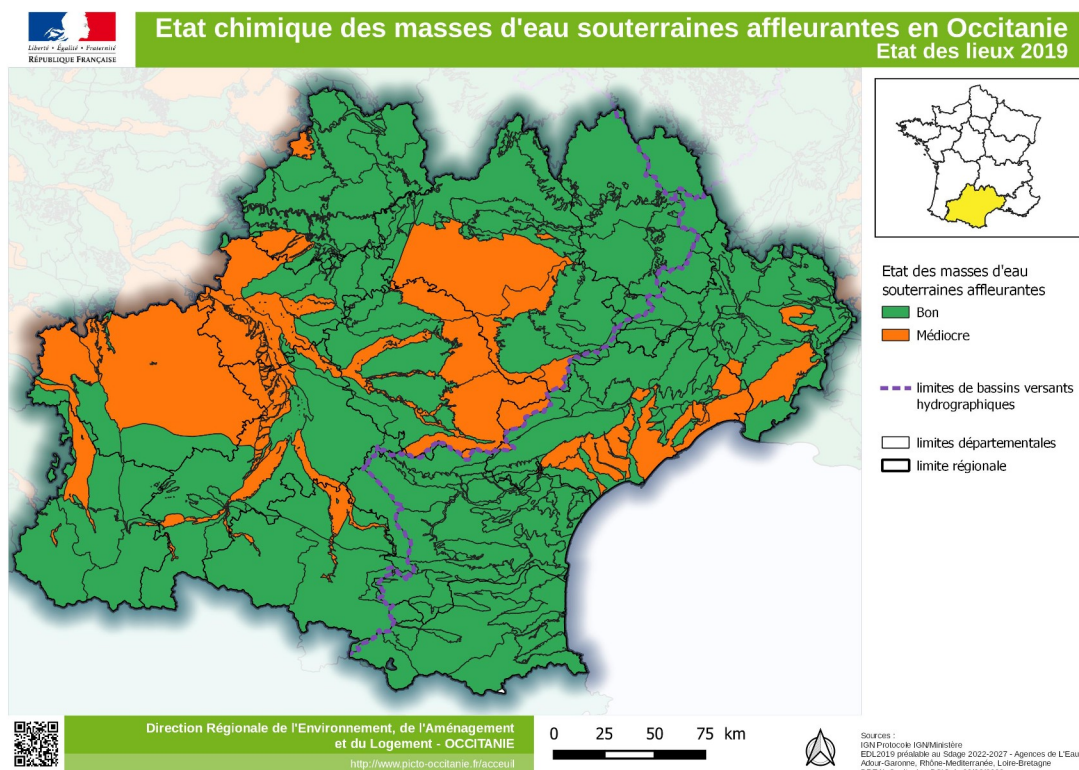 Etat chimique des masses d'eau souterraines affleurantes en Occitanie
Etat des lieux 2019
Liberté • Égalité • Fraternité
RÉPUBLIQUE FRANÇAISE
Etat des masses d'eau
souterraines affleurantes
Bon
Médiocre
limites de bassins versants
hydrographiques
limites départementales
limite régionale
Direction Régionale de l'Environnement, de l'Aménagement
et du Logement - OCCITANIE
http://www.picto-occitanie.fr/acceuil
0 25 50 75 km
Sources :
IGN Protocole IGN/Ministère
EDL2019 préalable au Sdage 2022-2027 - Agences de L'Eau
Adour-Garonne, Rhône-Mediterranée, Loire-Bretagne